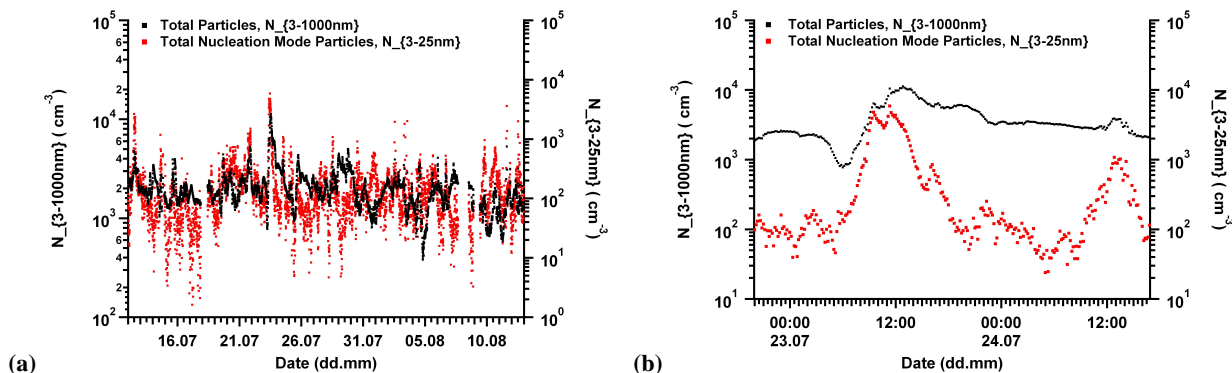 Total Particles, N_{3-1000nm}
Total Nucleation Mode Particles, N_{3-25nm}
N_{3-1000nm} ( cm-3)
10^4
10^3
10^2
6
4
2
6
4
2
6
4
2
10^5
10^4
10^3
10^2
10^1
10^0
N_{3-25nm} ( cm-3)
16.07 21.07 26.07 31.07 05.08 10.08
Date (dd.mm)
(a)
Total Particles, N_{3-1000nm}
Total Nucleation Mode Particles, N_{3-25nm}
N_{3-1000nm} ( cm-3)
10^5
10^4
10^3
10^2
10^1
10^5
10^4
10^3
10^2
10^1
N_{3-25nm} ( cm-3)
00:00 12:00 00:00 12:00
23.07 24.07
Date (dd.mm)
(b)